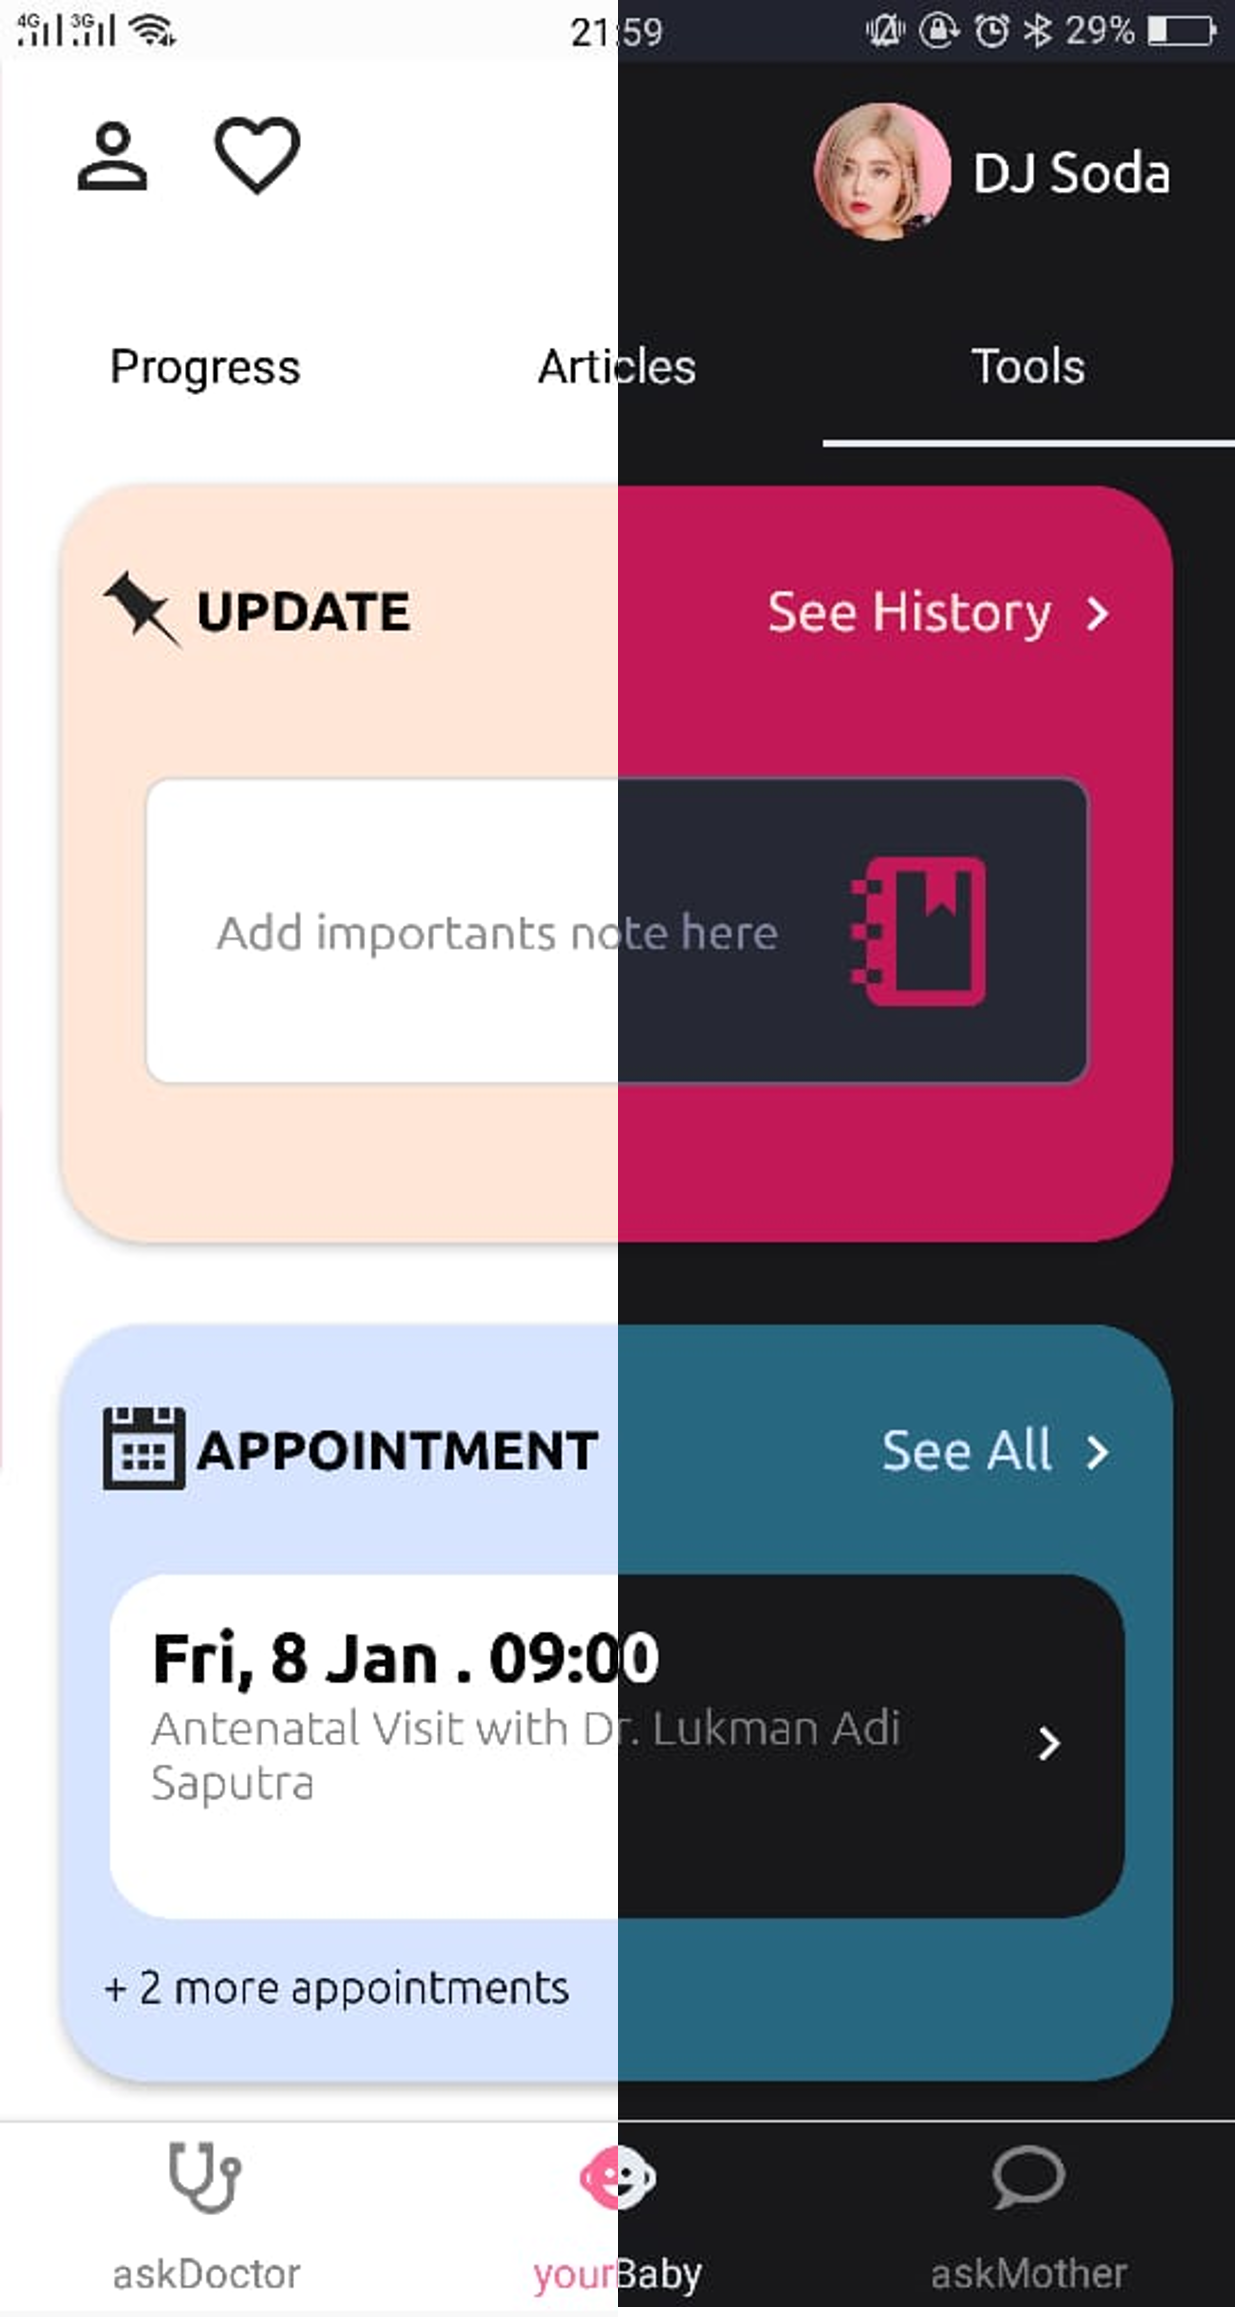 4G 3G 21:59 29%
DJ Soda
Progress Articles Tools
UPDATE See History
Add importants note here
APPOINTMENT See All
Fri, 8 Jan . 09:00
Antenatal Visit with Dr. Lukman Adi
Saputra
+ 2 more appointments
askDoctor yourBaby askMother